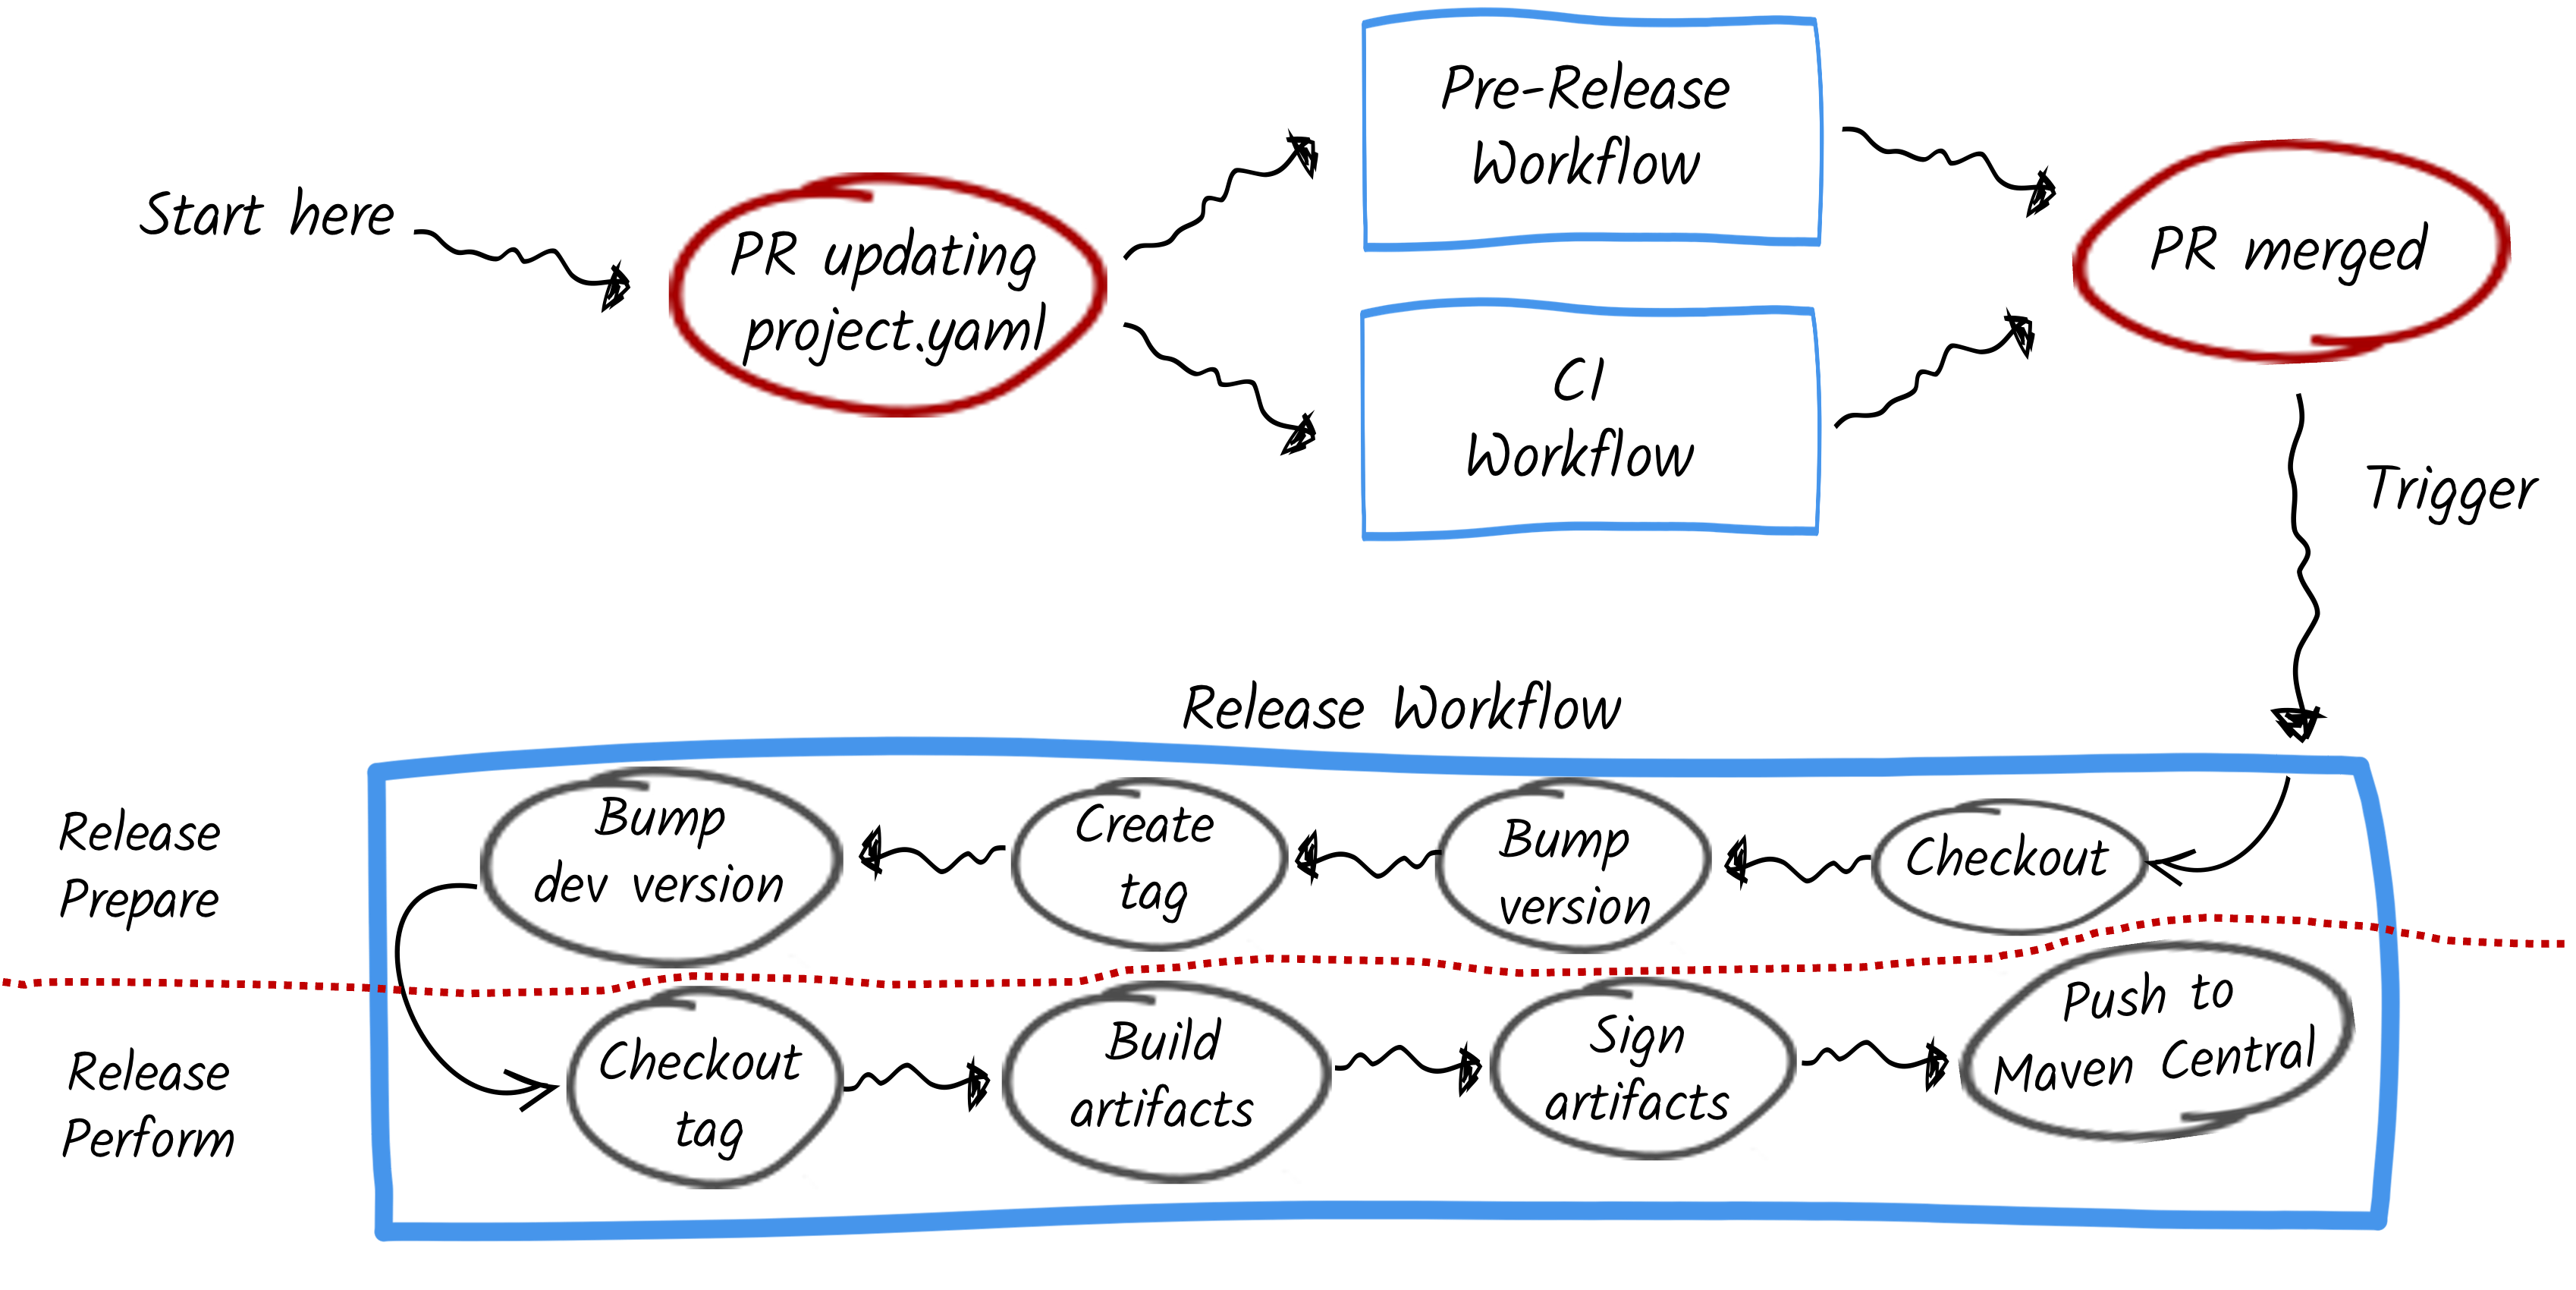 Start here
PR updating
project.yaml
Pre-Release
Workflow
CI
Workflow
PR merged
Trigger
Release Workflow
Release
Prepare
Bump
dev version
Create
tag
Bump
version
Checkout
Release
Perform
Checkout
tag
Build
artifacts
Sign
artifacts
Push to
Maven Central